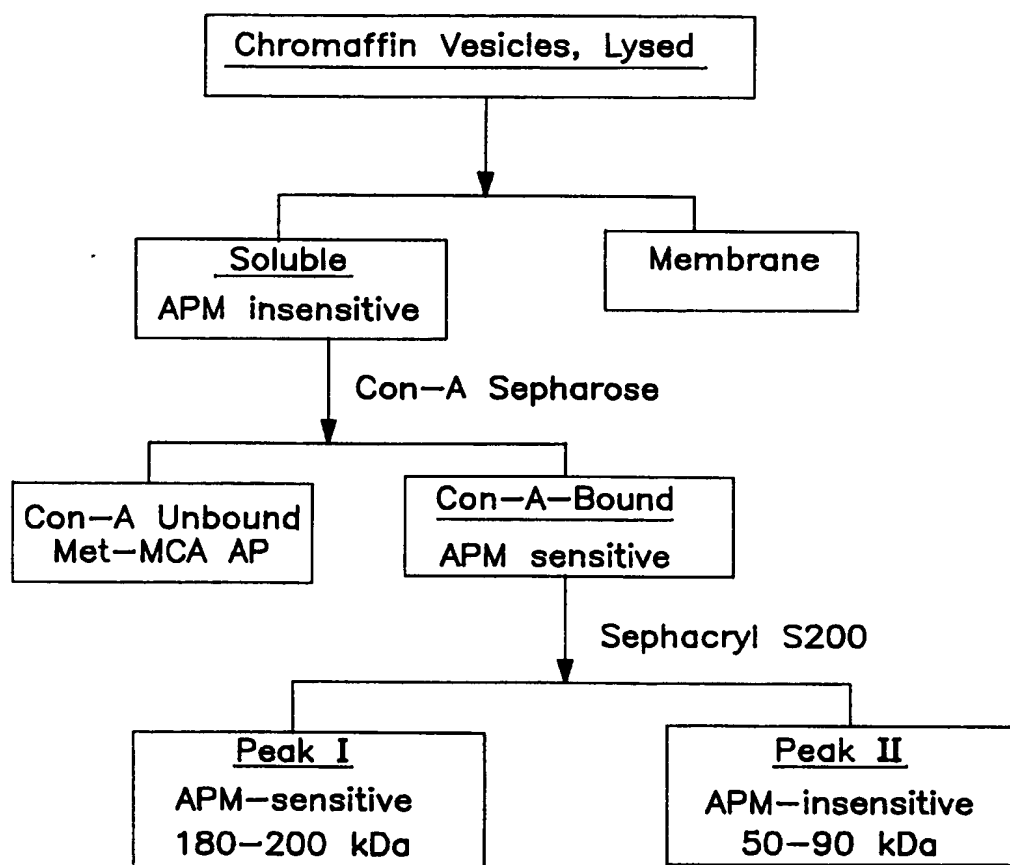 Chromaffin Vesicles, Lysed
Soluble
APM insensitive
Membrane
Con-A Sepharose
Con-A Unbound
Met-MCA AP
Con-A-Bound
APM sensitive
Sephacryl S200
Peak I
APM-sensitive
180-200 kDa
Peak II
APM-insensitive
50-90 kDa